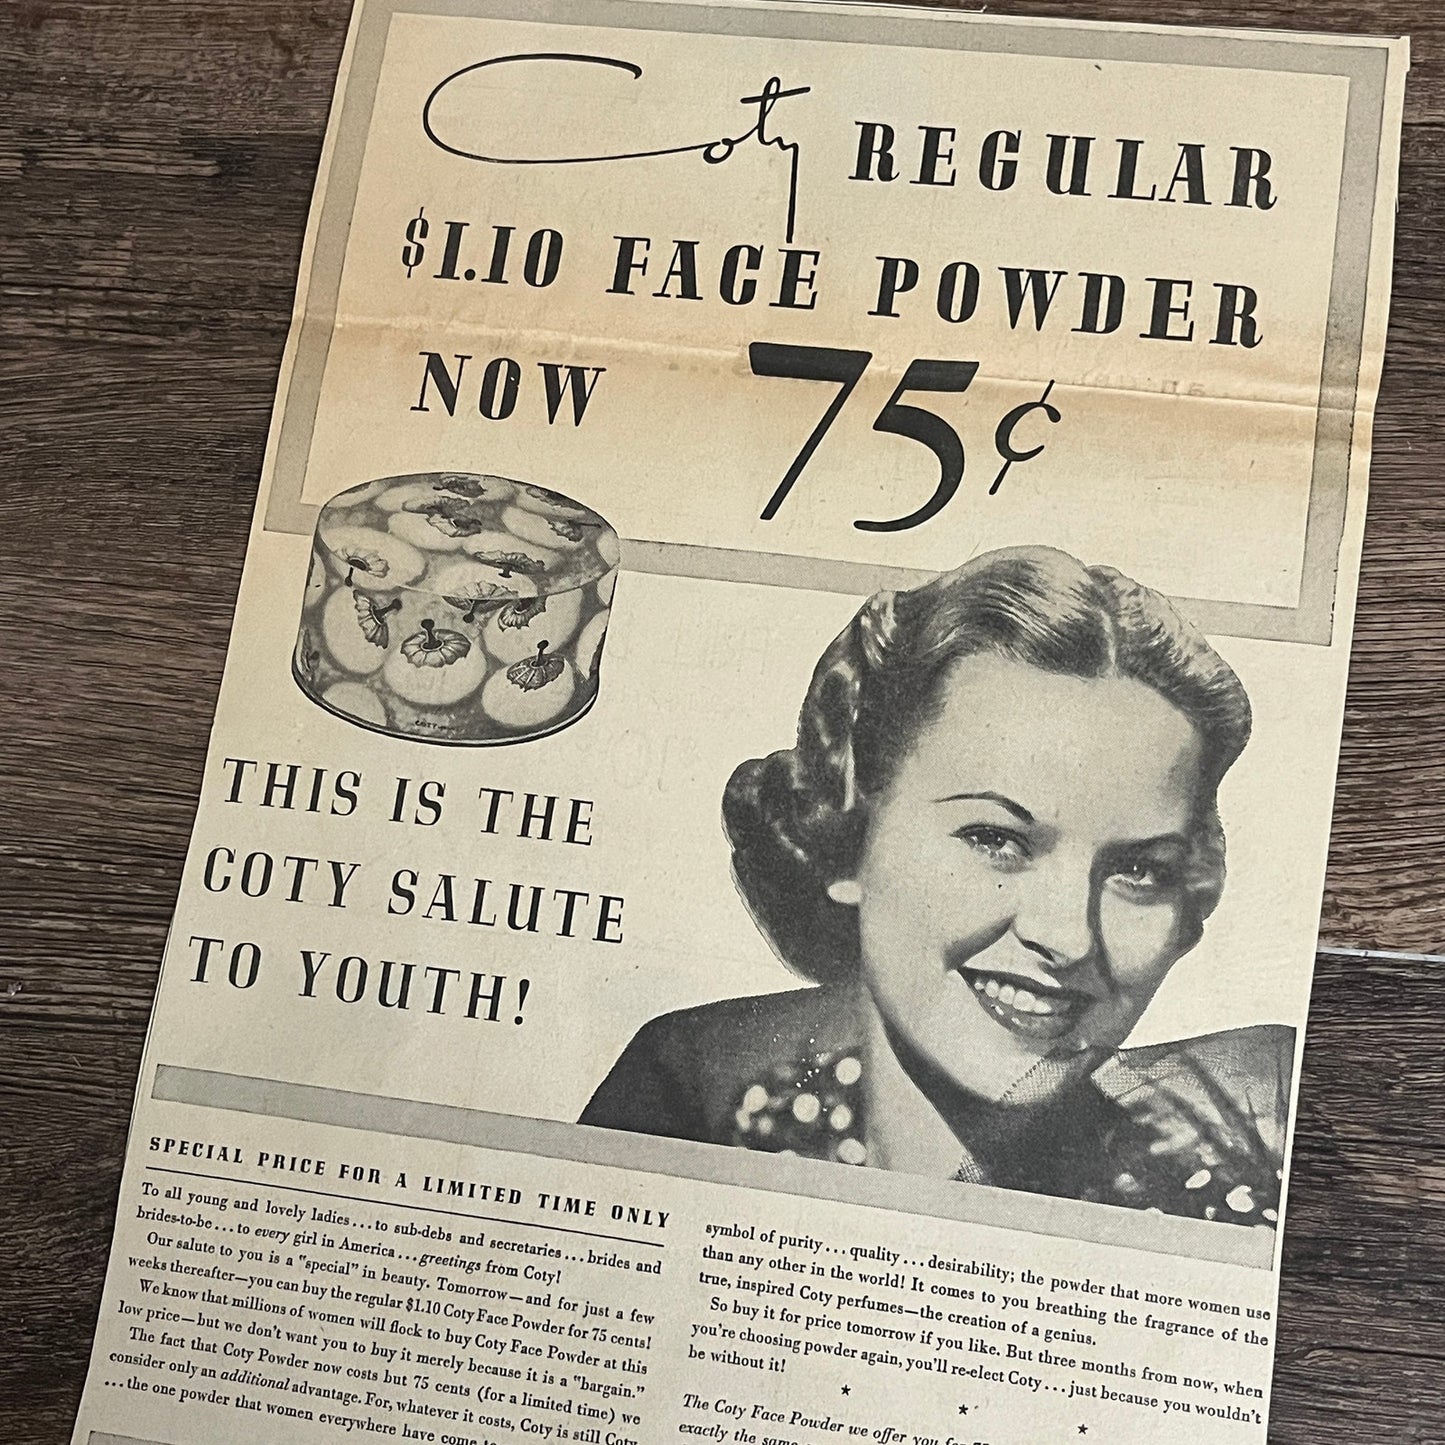 Coty REGULAR
$1.10 FACE POWDER
NOW 75¢
COTY
THIS IS THE
COTY SALUTE
TO YOUTH!
SPECIAL PRICE FOR A LIMITED TIME ONLY
To all young and lovely ladies...to sub-debs and secretaries...brides and
brides-to-be...to every girl in America...greetings from Coty!
Our salute to you is a "special" in beauty. Tomorrow—and for just a few
weeks thereafter—you can buy the regular $1.10 Coty Face Powder for 75 cents!
We know that millions of women will flock to buy Coty Face Powder at this
low price—but we don't want you to buy it merely because it is a "bargain."
The fact that Coty Powder now costs but 75 cents (for a limited time) we
consider only an additional advantage. For, whatever it costs, Coty is still Coty
...the one powder that women everywhere have come
symbol of purity...quality...desirability; the powder that more women use
than any other in the world! It comes to you breathing the fragrance of the
true, inspired Coty perfumes—the creation of a genius.
So buy it for price tomorrow if you like. But three months from now, when
you're choosing powder again, you'll re-elect Coty...just because you wouldn't
be without it!
The Coty Face Powder we offer you
exactly the same